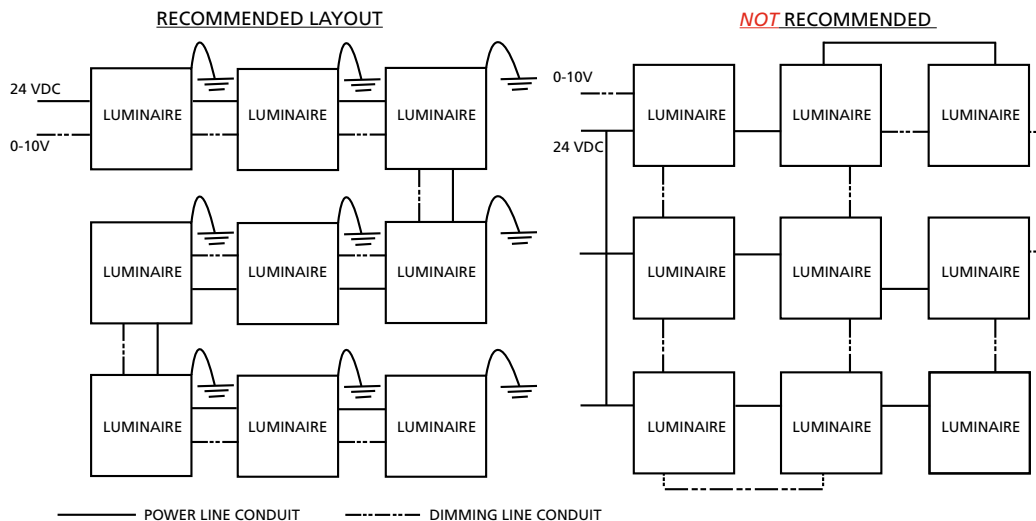 RECOMMENDED LAYOUT
NOT RECOMMENDED
24 VDC
0-10V
LUMINAIRE LUMINAIRE LUMINAIRE
LUMINAIRE LUMINAIRE LUMINAIRE
LUMINAIRE LUMINAIRE LUMINAIRE
0-10V
24 VDC
LUMINAIRE LUMINAIRE LUMINAIRE
LUMINAIRE LUMINAIRE LUMINAIRE
LUMINAIRE LUMINAIRE LUMINAIRE
POWER LINE CONDUIT
DIMMING LINE CONDUIT